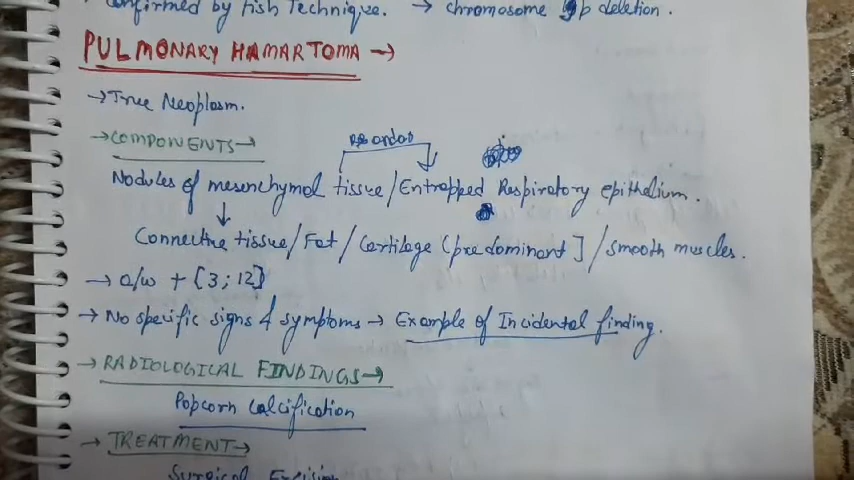 confirmed by fish Technique. → chromosome 9p deletion.
PULMONARY HAMARTOMA →
→ True Neoplasm.
→ COMPONENTS →
Nodules of mesenchymal tissue / Entrapped Respiratory epithelium.
Connective tissue / Fat / Cartilage (predominant] / Smooth muscles.
→ a/w + [3; 12]
→ No specific signs & symptoms → Example of Incidental finding.
→ RADIOLOGICAL FINDINGS →
Popcorn calcification
→ TREATMENT →
Surgical Excision